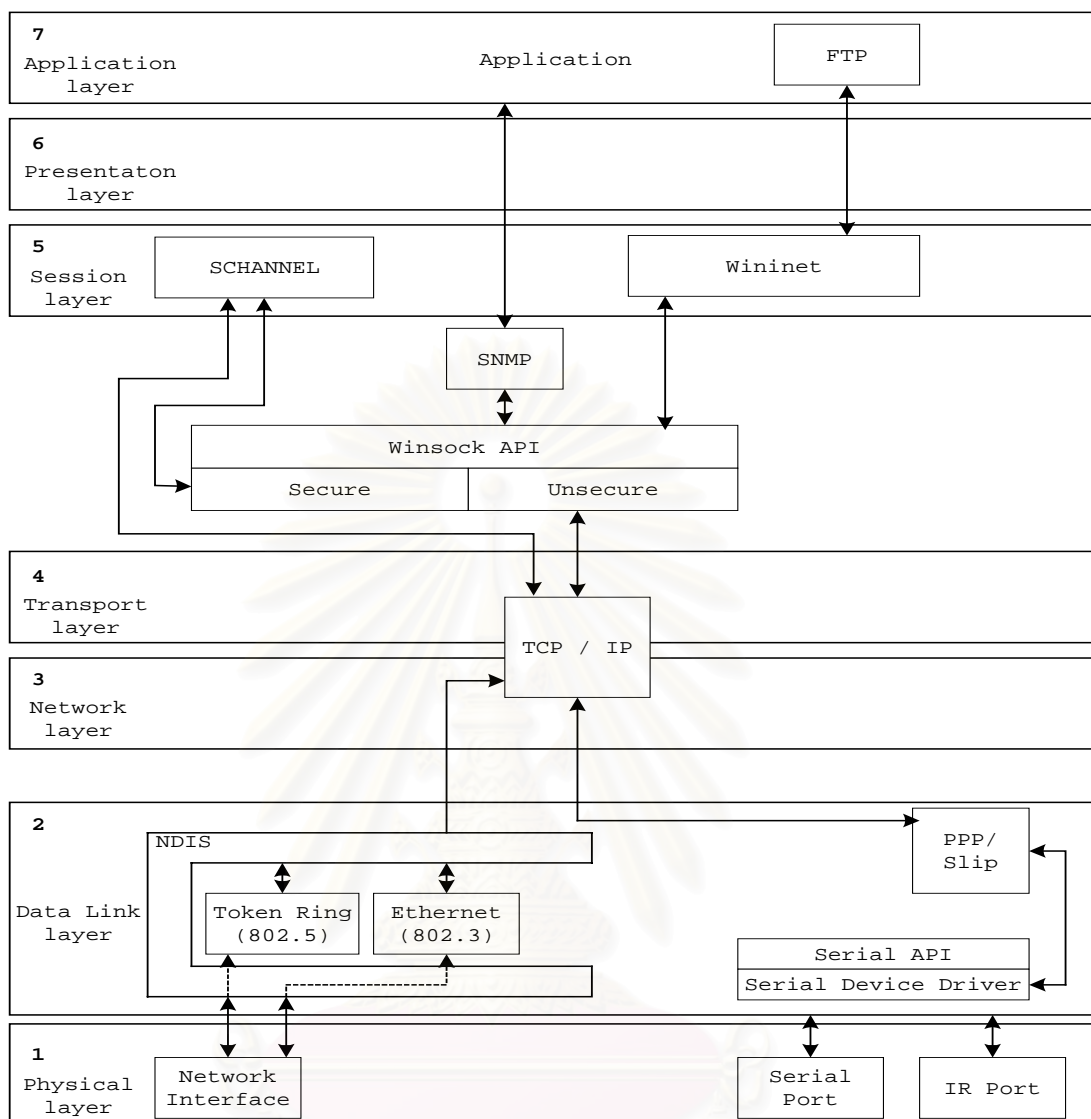 7
Application
layer
Application
FTP
6
Presentaton
layer
5
Session
layer
SCHANNEL
Wininet
SNMP
Winsock API
Secure
Unsecure
4
Transport
layer
TCP / IP
3
Network
layer
2
Data Link
layer
NDIS
PPP/
Slip
Token Ring
(802.5)
Ethernet
(802.3)
Serial API
Serial Device Driver
1
Physical
layer
Network
Interface
Serial
Port
IR Port